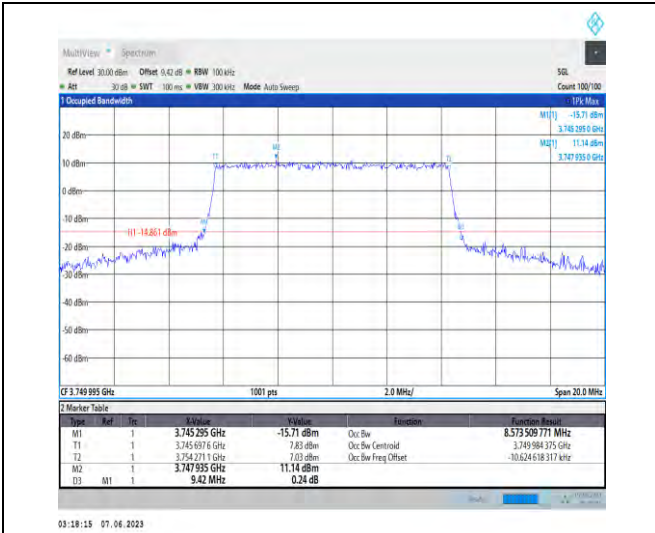 MultiView Spectrum
Ref Level 30.00 dBm Offset 9.42 dB RBW 100 kHz SGL
Att 30 dB SWT 100 ms VBW 300 kHz Mode Auto Sweep Count 100/100
1 Occupied Bandwidth 1Pk Max
M1[1] -15.71 dBm
3.745 295 0 GHz
M2[1] 11.14 dBm
3.747 935 0 GHz
20 dBm
M2
T1 T2
10 dBm
0 dBm
-10 dBm
H1 -14.861 dBm
-20 dBm
-30 dBm
-40 dBm
-50 dBm
-60 dBm
CF 3.749 995 GHz 1001 pts 2.0 MHz/ Span 20.0 MHz
2 Marker Table
Type Ref Trc X-Value Y-Value Function Function Result
M1 1 3.745 295 GHz -15.71 dBm Occ Bw 8.573 509 771 MHz
T1 1 3.745 697 6 GHz 7.83 dBm Occ Bw Centroid 3.749 984 375 GHz
T2 1 3.754 271 1 GHz 7.03 dBm Occ Bw Freq Offset -10.624 618 317 kHz
M2 1 3.747 935 GHz 11.14 dBm
D3 M1 1 9.42 MHz 0.24 dB
03:18:15 07.06.2023